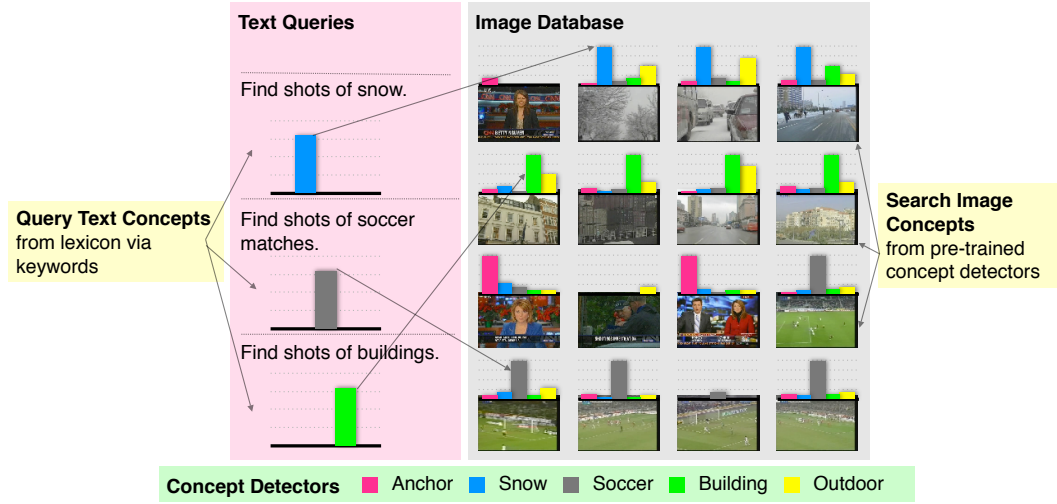 Text Queries
Image Database
Find shots of snow.
Query Text Concepts
from lexicon via
keywords
Find shots of soccer
matches.
Find shots of buildings.
Search Image
Concepts
from pre-trained
concept detectors
Concept Detectors Anchor Snow Soccer Building Outdoor